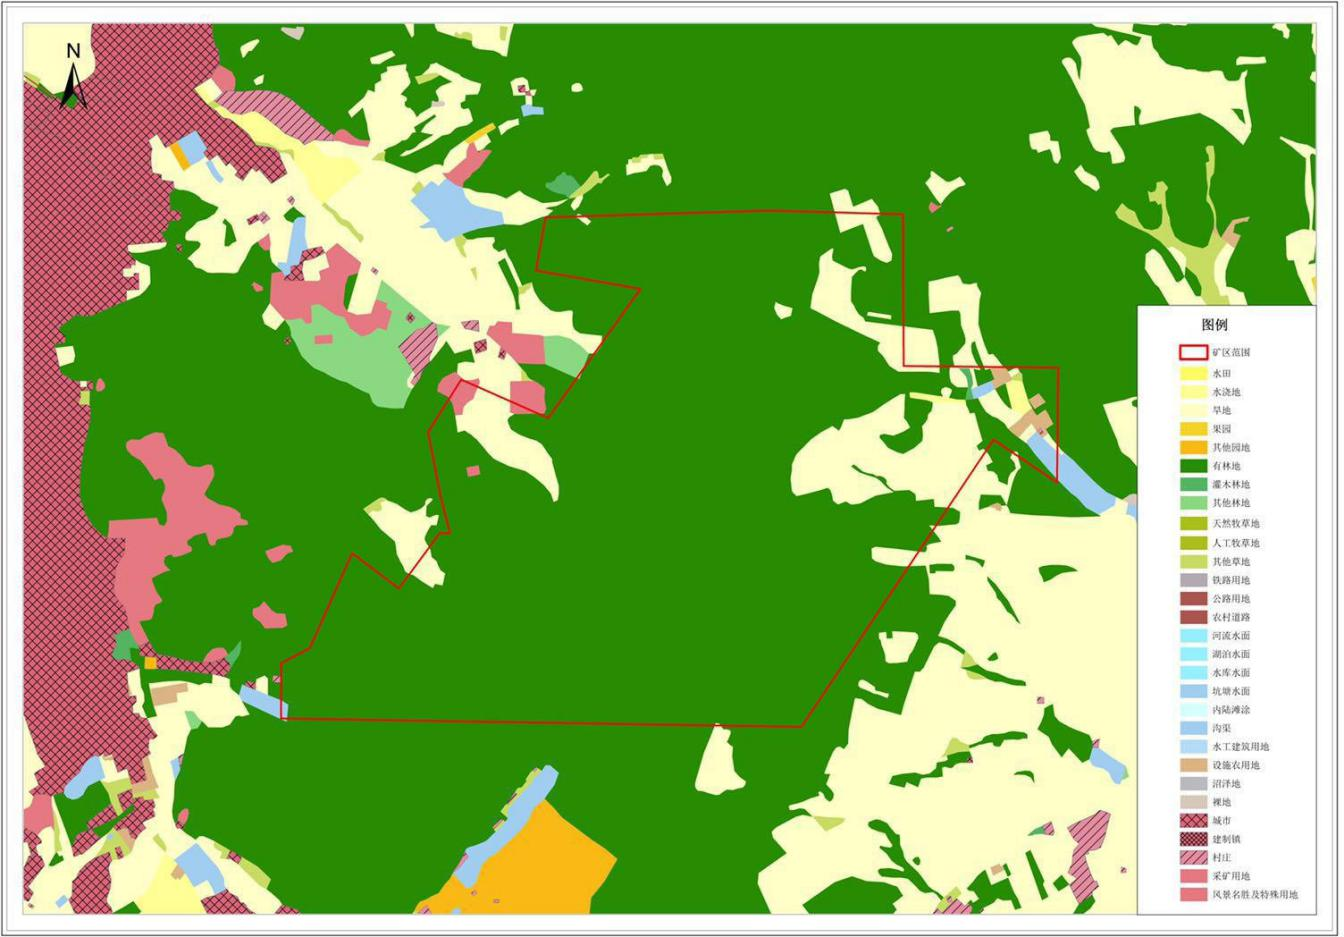 N
图例
矿区范围
水田
水浇地
旱地
果园
其他园地
有林地
灌木林地
其他林地
天然牧草地
人工牧草地
其他草地
铁路用地
公路用地
农村道路
河流水面
湖泊水面
水库水面
坑塘水面
内陆滩涂
沟渠
水工建筑用地
设施农用地
沼泽地
裸地
城市
建制镇
村庄
采矿用地
风景名胜及特殊用地